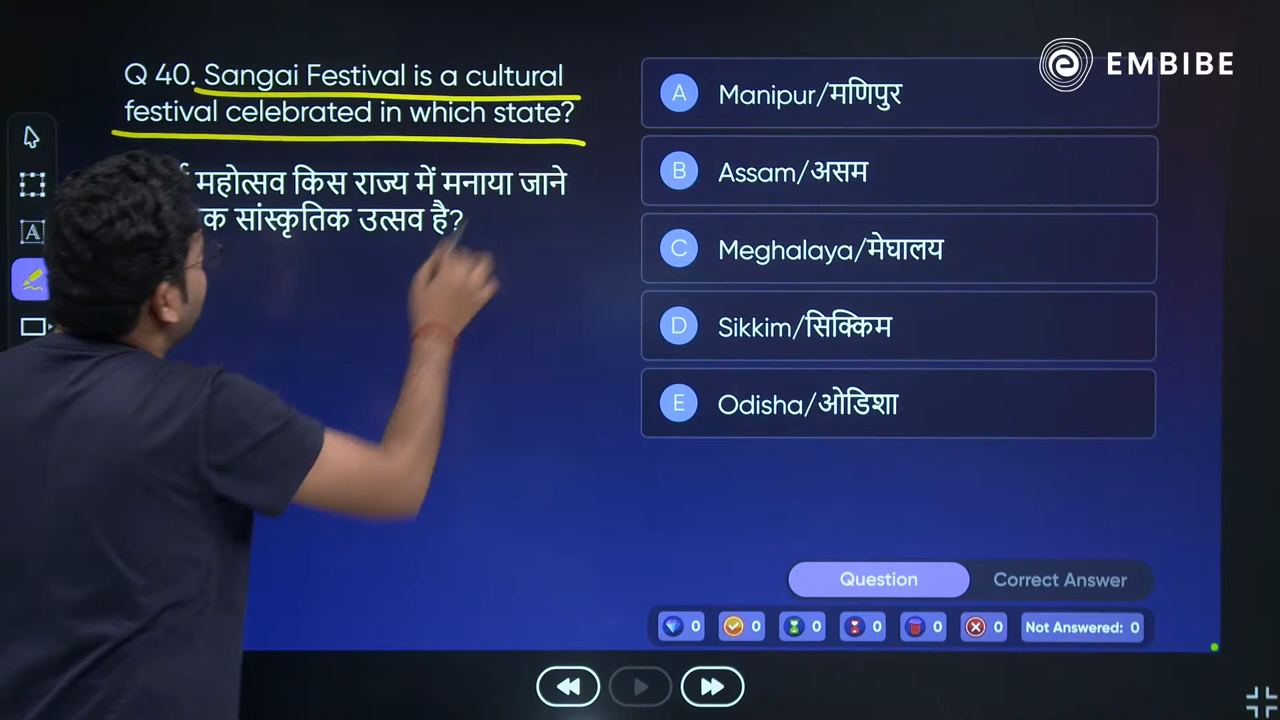 EMBIBE
Q 40. Sangai Festival is a cultural
festival celebrated in which state?
महोत्सव किस राज्य में मनाया जाने
सांस्कृतिक उत्सव है?
A Manipur/मणिपुर
B Assam/असम
C Meghalaya/मेघालय
D Sikkim/सिक्किम
E Odisha/ओडिशा
A
Question Correct Answer
0 0 0 0 0 0 Not Answered: 0